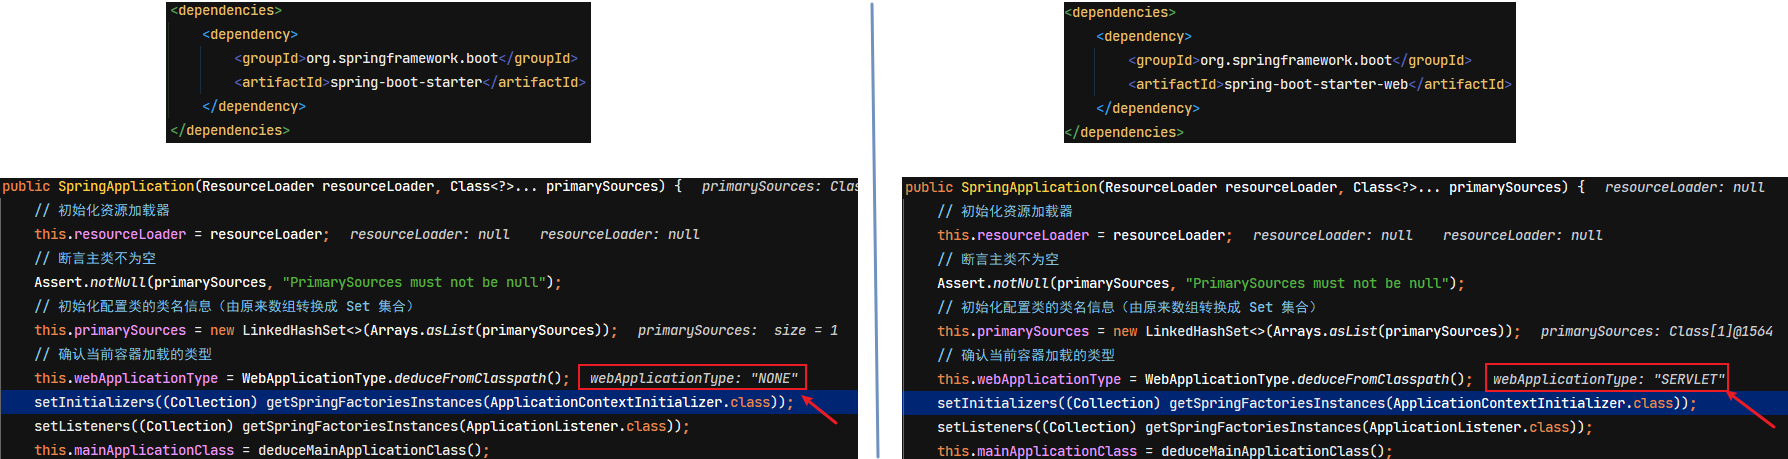 <dependencies>
<dependency>
<groupId>org.springframework.boot</groupId>
<artifactId>spring-boot-starter</artifactId>
</dependency>
</dependencies>
public SpringApplication(ResourceLoader resourceLoader, Class<?>... primarySources) { primarySources: Clas
// 初始化资源加载器
this.resourceLoader = resourceLoader; resourceLoader: null resourceLoader: null
// 断言主类不为空
Assert.notNull(primarySources, "PrimarySources must not be null");
// 初始化配置类的类名信息（由原来数组转换成 Set 集合）
this.primarySources = new LinkedHashSet<>(Arrays.asList(primarySources)); primarySources: size = 1
// 确认当前容器加载的类型
this.webApplicationType = WebApplicationType.deduceFromClasspath(); webApplicationType: "NONE"
setInitializers((Collection) getSpringFactoriesInstances(ApplicationContextInitializer.class));
setListeners((Collection) getSpringFactoriesInstances(ApplicationListener.class));
this.mainApplicationClass = deduceMainApplicationClass();
<dependencies>
<dependency>
<groupId>org.springframework.boot</groupId>
<artifactId>spring-boot-starter-web</artifactId>
</dependency>
</dependencies>
public SpringApplication(ResourceLoader resourceLoader, Class<?>... primarySources) { resourceLoader: null
// 初始化资源加载器
this.resourceLoader = resourceLoader; resourceLoader: null resourceLoader: null
// 断言主类不为空
Assert.notNull(primarySources, "PrimarySources must not be null");
// 初始化配置类的类名信息（由原来数组转换成 Set 集合）
this.primarySources = new LinkedHashSet<>(Arrays.asList(primarySources)); primarySources: Class[1]@1564
// 确认当前容器加载的类型
this.webApplicationType = WebApplicationType.deduceFromClasspath(); webApplicationType: "SERVLET"
setInitializers((Collection) getSpringFactoriesInstances(ApplicationContextInitializer.class));
setListeners((Collection) getSpringFactoriesInstances(ApplicationListener.class));
this.mainApplicationClass = deduceMainApplicationClass();